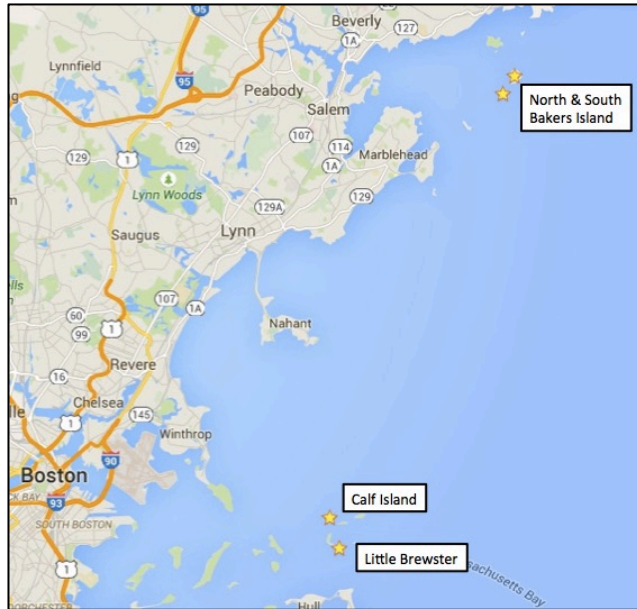 95
Beverly
1A
127
Lynnfield
95
Peabody
Salem
North & South
Bakers Island
129
1
129
107
114
Marblehead
1A
Lynn Woods
129A
129
Saugus
Lynn
107
1A
60
99
1
Nahant
Revere
16
Chelsea
1
145
Winthrop
90
Boston
Calf Island
93
SOUTH BOSTON
Little Brewster
1
Hull